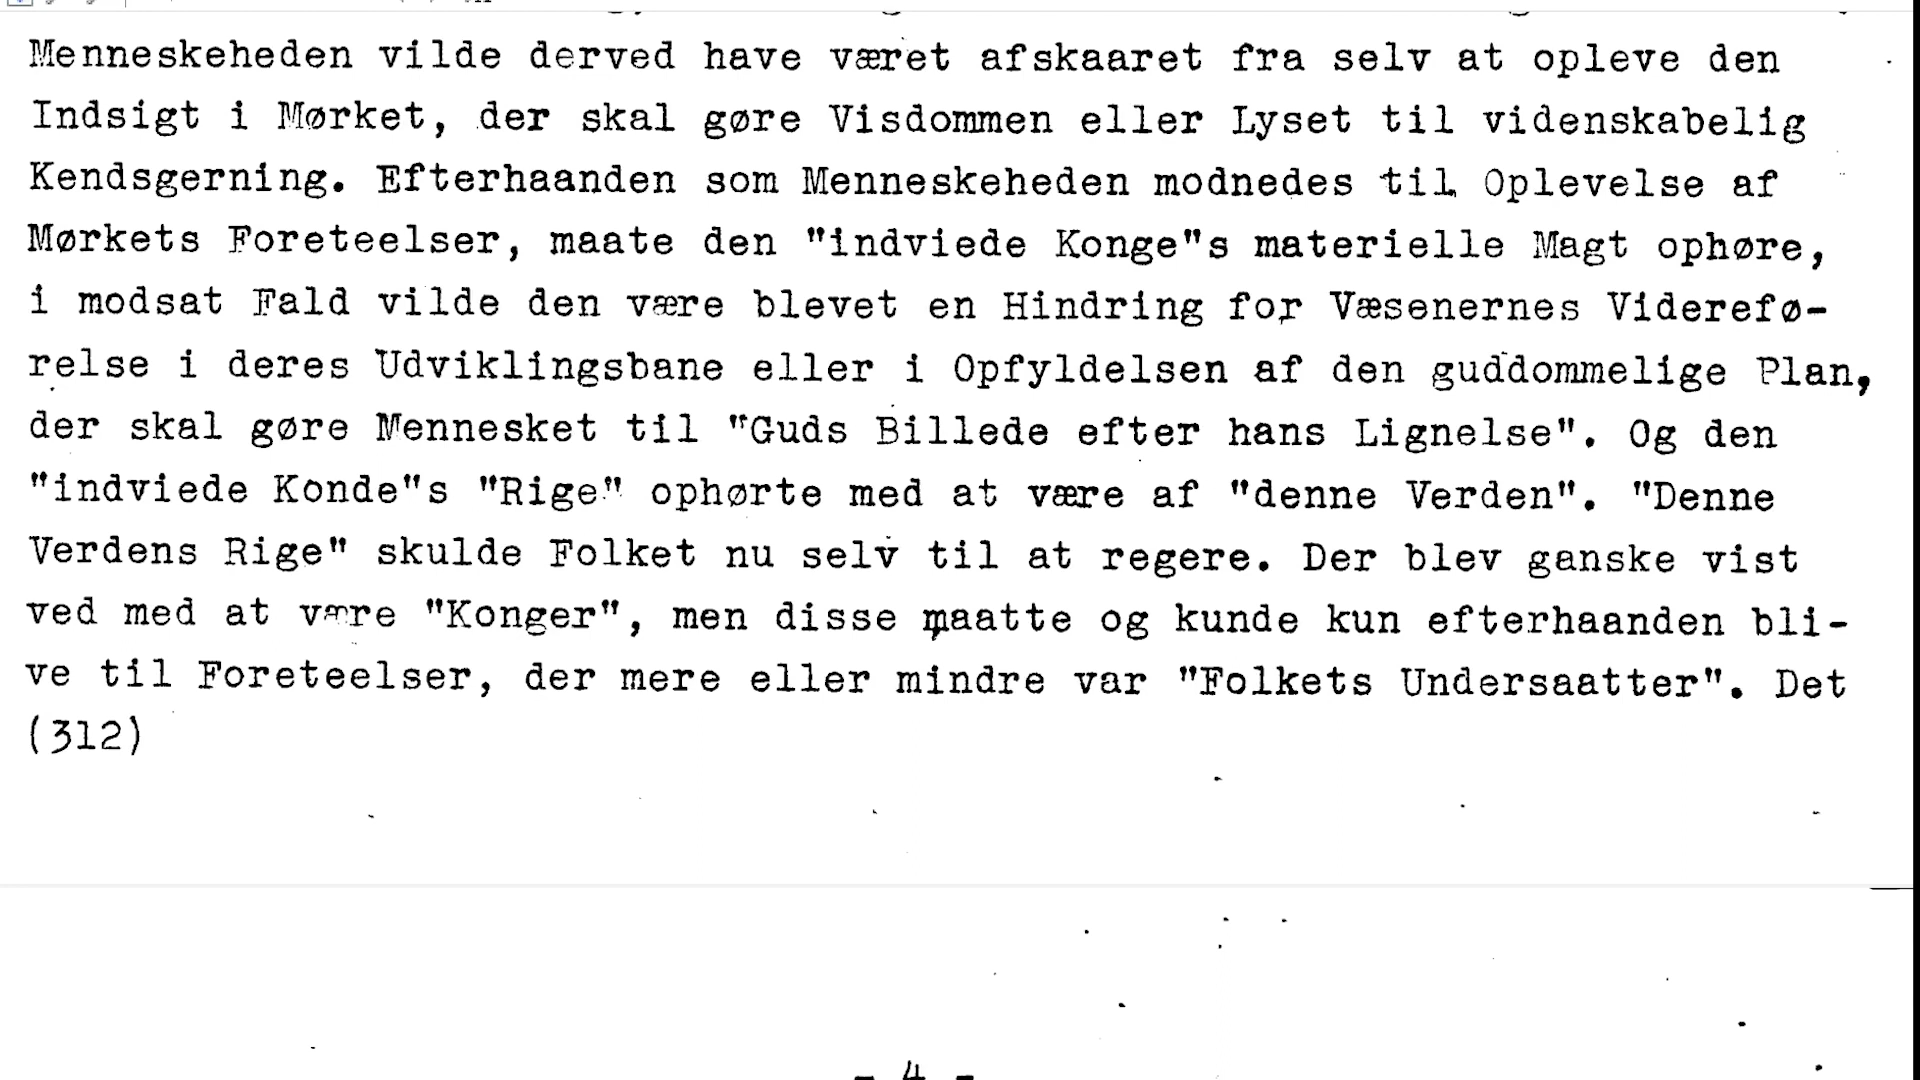 Menneskeheden vilde derved have været afskaaret fra selv at opleve den
Indsigt i Mørket, der skal gøre Visdommen eller Lyset til videnskabelig
Kendsgerning. Efterhaanden som Menneskeheden modnedes til Oplevelse af
Mørkets Foreteelser, maate den "indviede Konge"s materielle Magt ophøre,
i modsat Fald vilde den være blevet en Hindring for Væsenernes Viderefø-
relse i deres Udviklingsbane eller i Opfyldelsen af den guddommelige Plan,
der skal gøre Mennesket til "Guds Billede efter hans Lignelse". Og den
"indviede Konde"s "Rige" ophørte med at være af "denne Verden". "Denne
Verdens Rige" skulde Folket nu selv til at regere. Der blev ganske vist
ved med at være "Konger", men disse maatte og kunde kun efterhaanden bli-
ve til Foreteelser, der mere eller mindre var "Folkets Undersaatter". Det
(312)
- 4 -